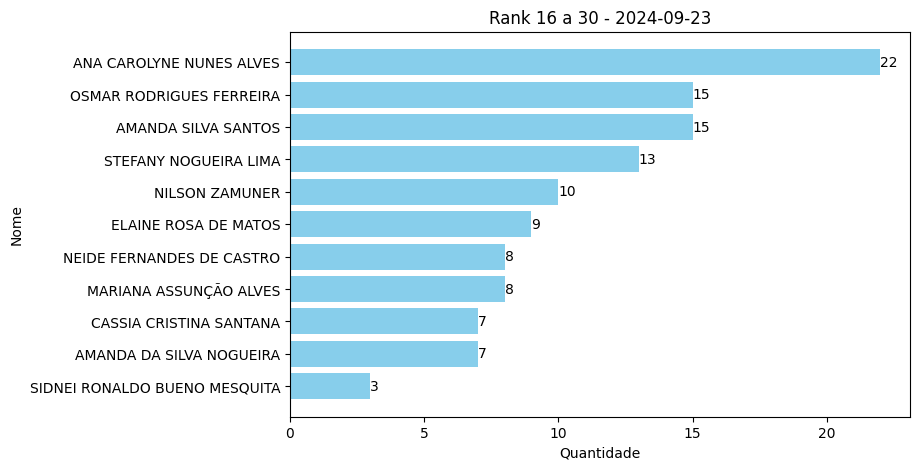 Rank 16 a 30 - 2024-09-23
Nome
ANA CAROLYNE NUNES ALVES 22
OSMAR RODRIGUES FERREIRA 15
AMANDA SILVA SANTOS 15
STEFANY NOGUEIRA LIMA 13
NILSON ZAMUNER 10
ELAINE ROSA DE MATOS 9
NEIDE FERNANDES DE CASTRO 8
MARIANA ASSUNÇÃO ALVES 8
CASSIA CRISTINA SANTANA 7
AMANDA DA SILVA NOGUEIRA 7
SIDNEI RONALDO BUENO MESQUITA 3
0 5 10 15 20
Quantidade